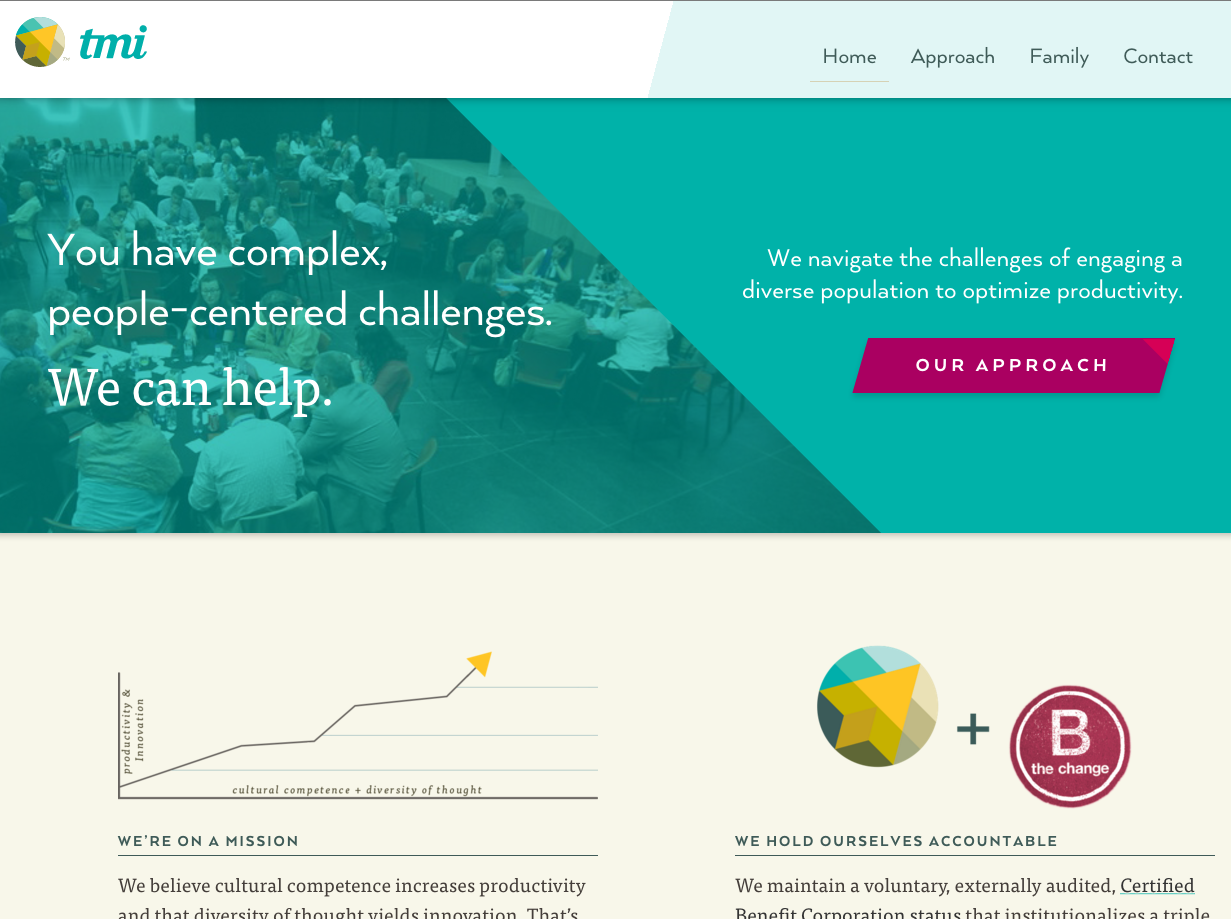 tmi
Home Approach Family Contact
You have complex,
people-centered challenges.
We can help.
We navigate the challenges of engaging a
diverse population to optimize productivity.
OUR APPROACH
productivity &
Innovation
cultural competence + diversity of thought
+
B
the change
WE'RE ON A MISSION
We believe cultural competence increases productivity
and that diversity of thought yields innovation. That's
WE HOLD OURSELVES ACCOUNTABLE
We maintain a voluntary, externally audited, Certified
Benefit Corporation status that institutionalizes a triple